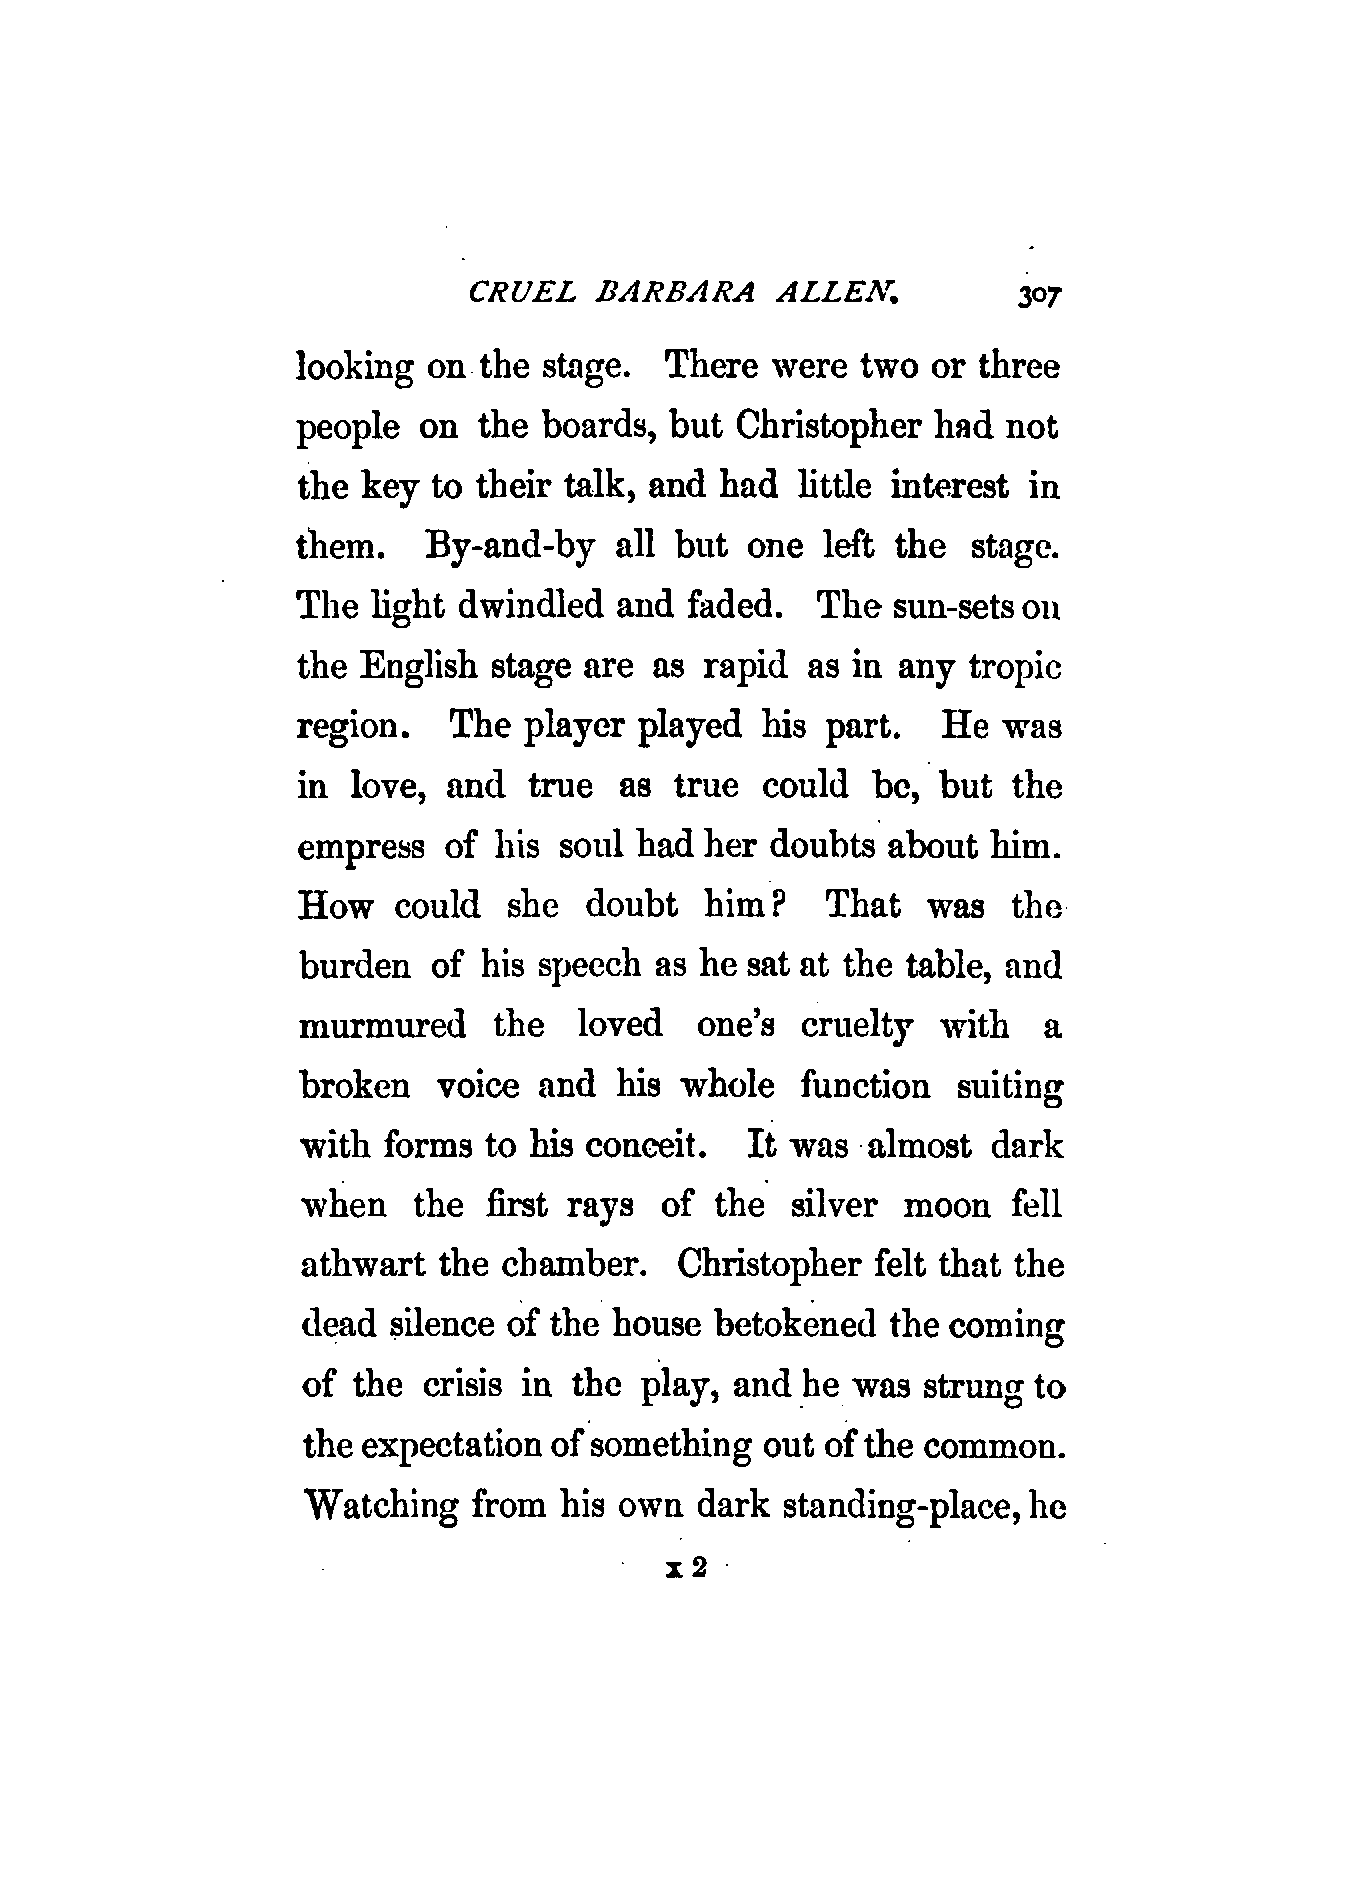 CRUEL BARBARA ALLEN. 307
looking on the stage. There were two or three
people on the boards, but Christopher had not
the key to their talk, and had little interest in
them. By-and-by all but one left the stage.
The light dwindled and faded. The sun-sets on
the English stage are as rapid as in any tropic
region. The player played his part. He was
in love, and true as true could be, but the
empress of his soul had her doubts about him.
How could she doubt him? That was the
burden of his speech as he sat at the table, and
murmured the loved one's cruelty with a
broken voice and his whole function suiting
with forms to his conceit. It was almost dark
when the first rays of the silver moon fell
athwart the chamber. Christopher felt that the
dead silence of the house betokened the coming
of the crisis in the play, and he was strung to
the expectation of something out of the common.
Watching from his own dark standing-place, he
x 2